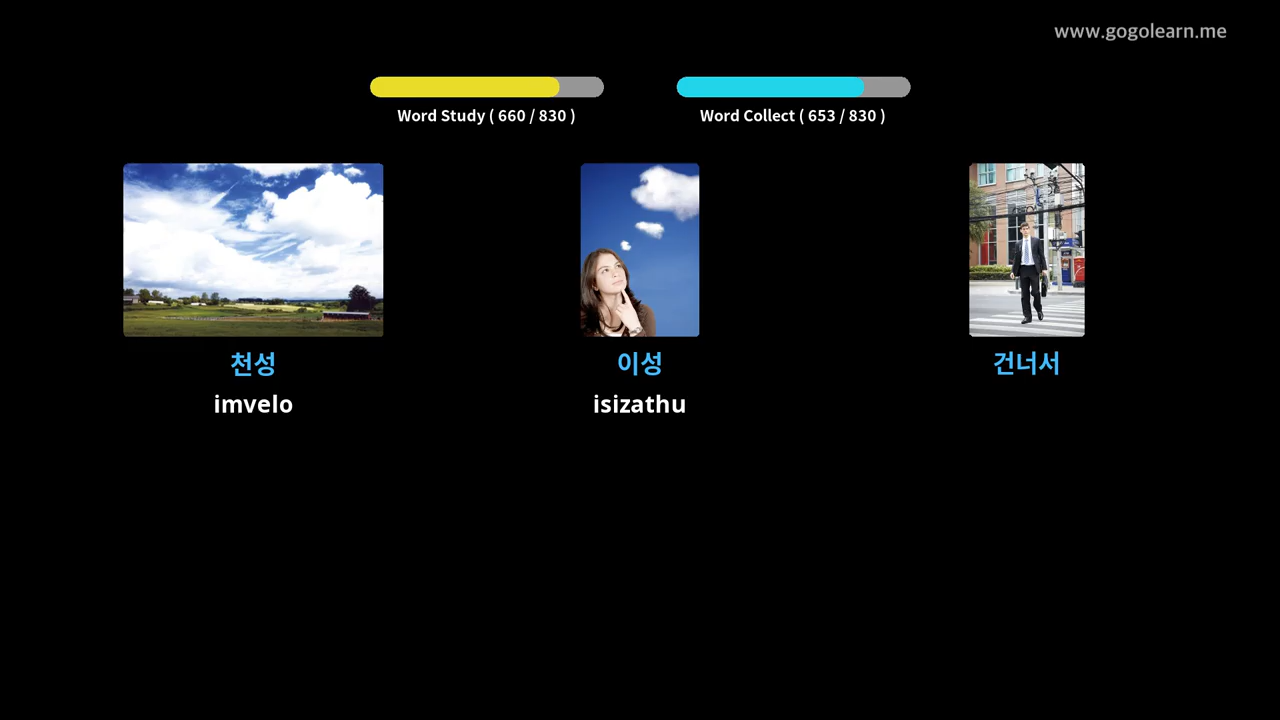 www.gogolearn.me
Word Study ( 660 / 830 )
Word Collect ( 653 / 830 )
천성
이성
건너서
imvelo
isizathu